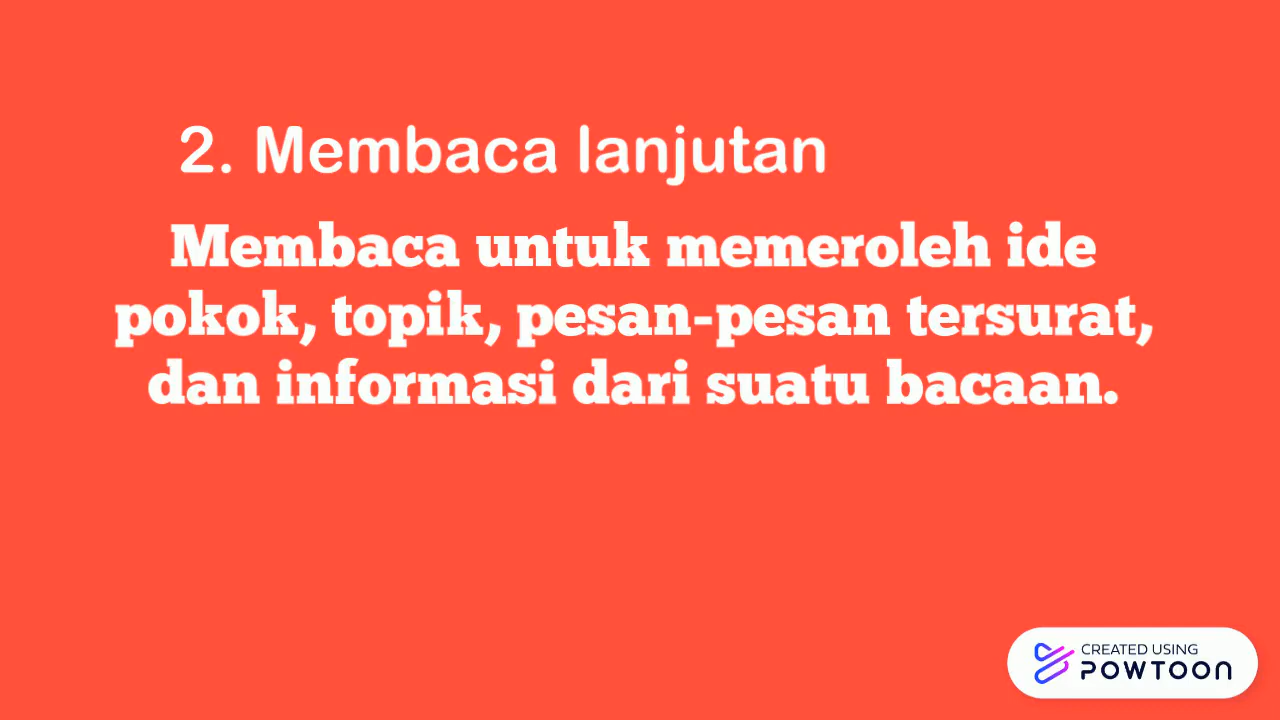 2. Membaca lanjutan
Membaca untuk memeroleh ide
pokok, topik, pesan-pesan tersurat,
dan informasi dari suatu bacaan.
CREATED USING
POWTOON